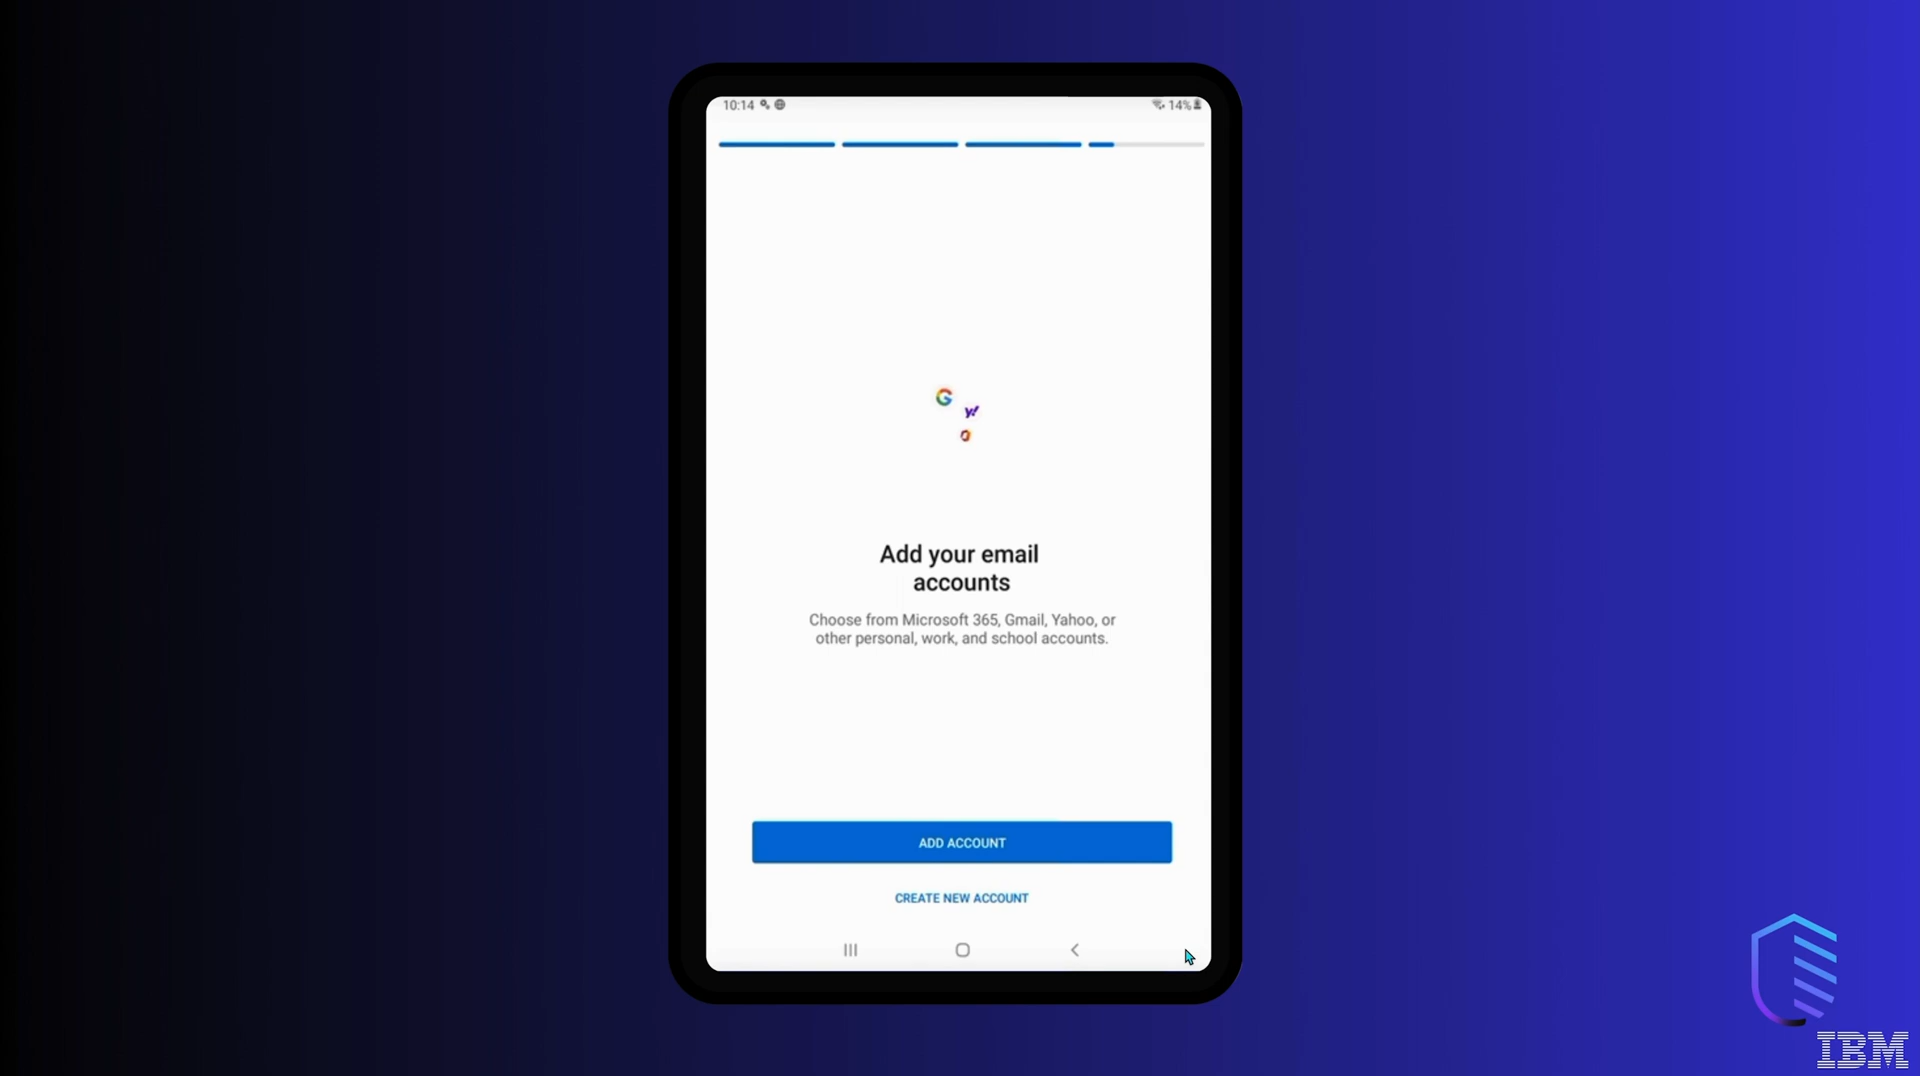 10:14
14%
G
y!
Add your email
accounts
Choose from Microsoft 365, Gmail, Yahoo, or
other personal, work, and school accounts.
ADD ACCOUNT
CREATE NEW ACCOUNT
IBM